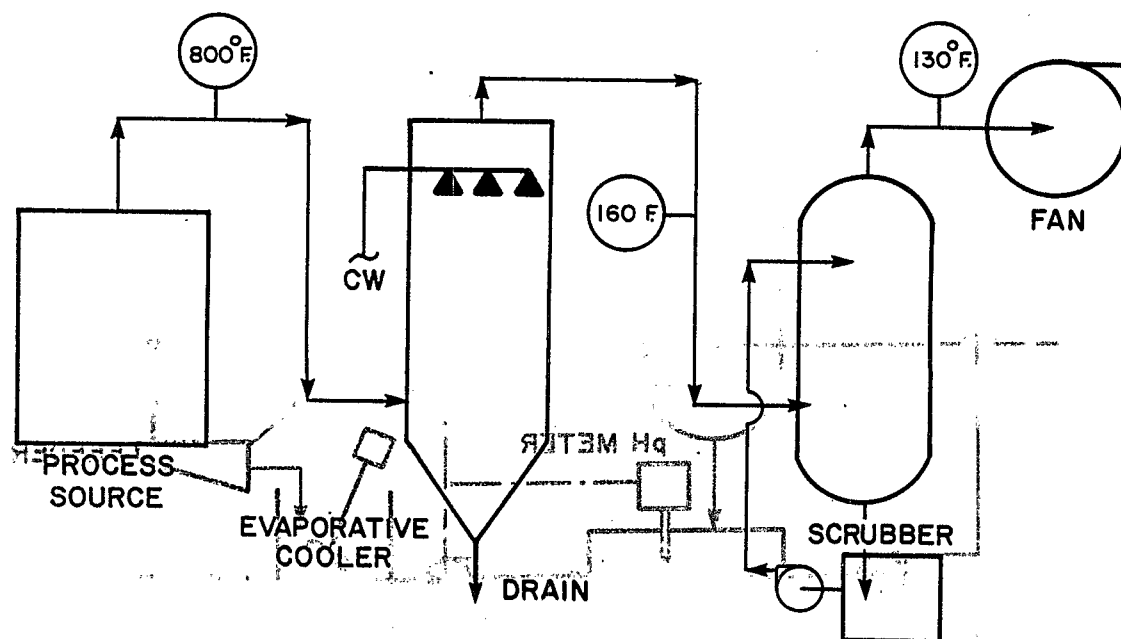 800°F.
130°F.
160 F.
FAN
CW
pH METER
PROCESS
SOURCE
EVAPORATIVE
COOLER
SCRUBBER
DRAIN